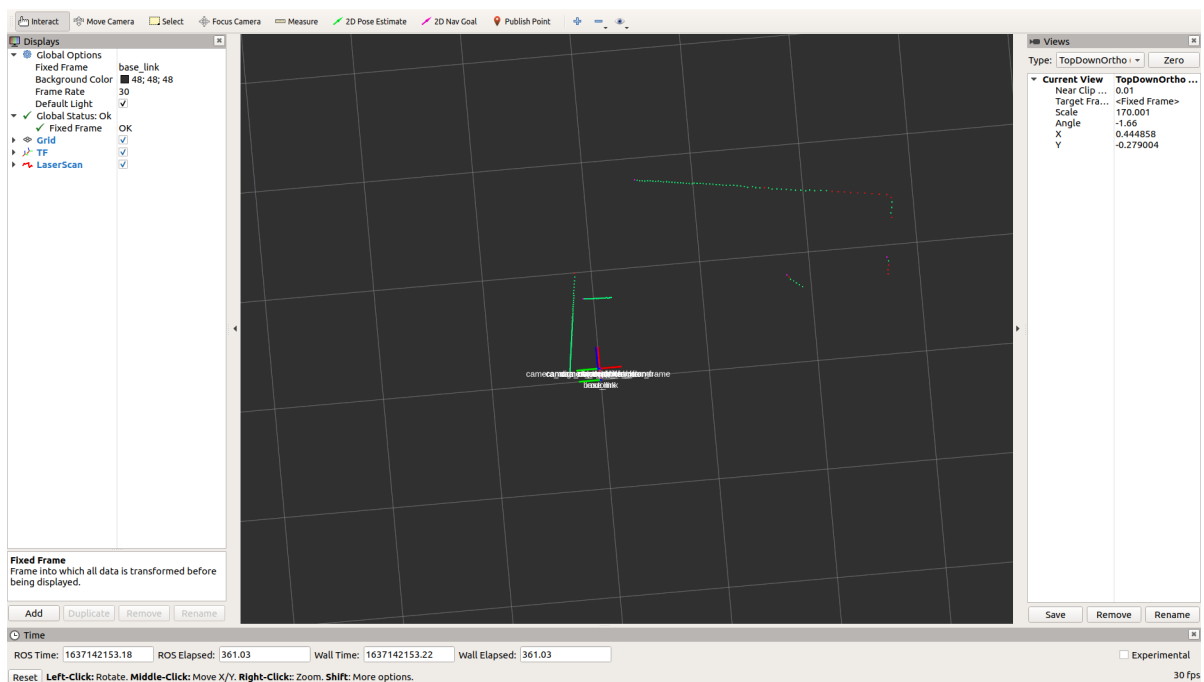 Interact Move Camera Select Focus Camera Measure 2D Pose Estimate 2D Nav Goal Publish Point
Displays
Global Options
Fixed Frame base_link
Background Color 48; 48; 48
Frame Rate 30
Default Light
Global Status: Ok
Fixed Frame OK
Grid
TF
LaserScan
Fixed Frame
Frame into which all data is transformed before
being displayed.
Add Duplicate Remove Rename
Views
Type: TopDownOrtho Zero
Current View TopDownOrtho ...
Near Clip ... 0.01
Target Fra... <Fixed Frame>
Scale 170.001
Angle -1.66
X 0.444858
Y -0.279004
Save Remove Rename
Time
ROS Time: 1637142153.18 ROS Elapsed: 361.03 Wall Time: 1637142153.22 Wall Elapsed: 361.03 Experimental
Reset Left-Click: Rotate. Middle-Click: Move X/Y. Right-Click:: Zoom. Shift: More options. 30 fps